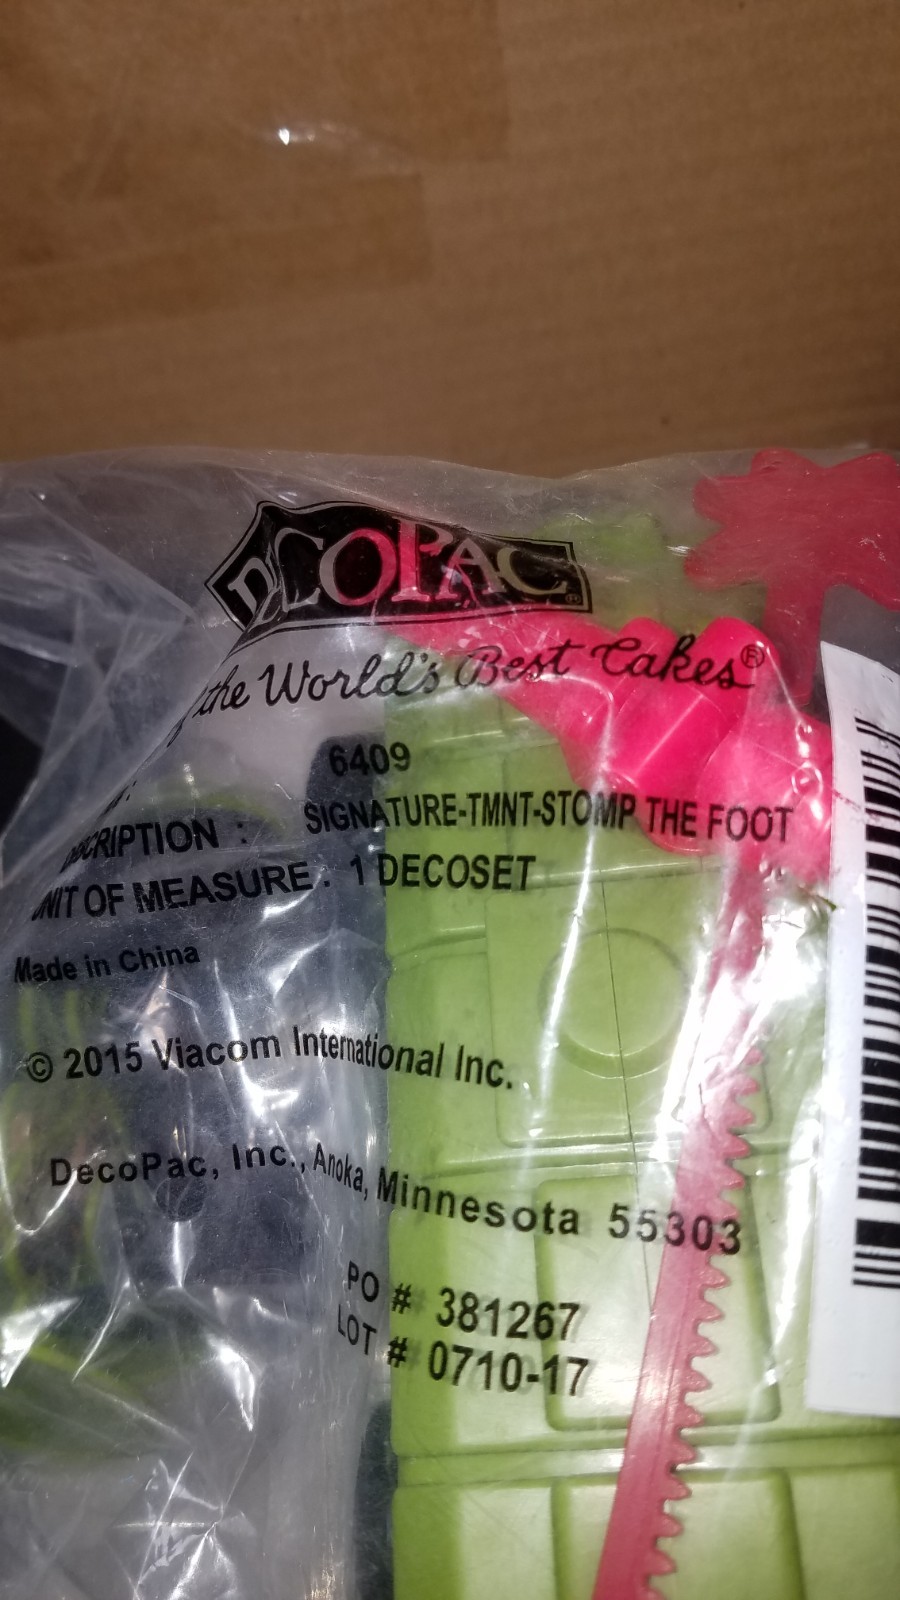 DECOPAC®
the World's Best Cakes®
6409
SIGNATURE-TMNT-STOMP THE FOOT
UNIT OF MEASURE : 1 DECOSET
Made in China
© 2015 Viacom International Inc.
DecoPac, Inc., Anoka, Minnesota 55303
PO # 381267
LOT # 0710-17